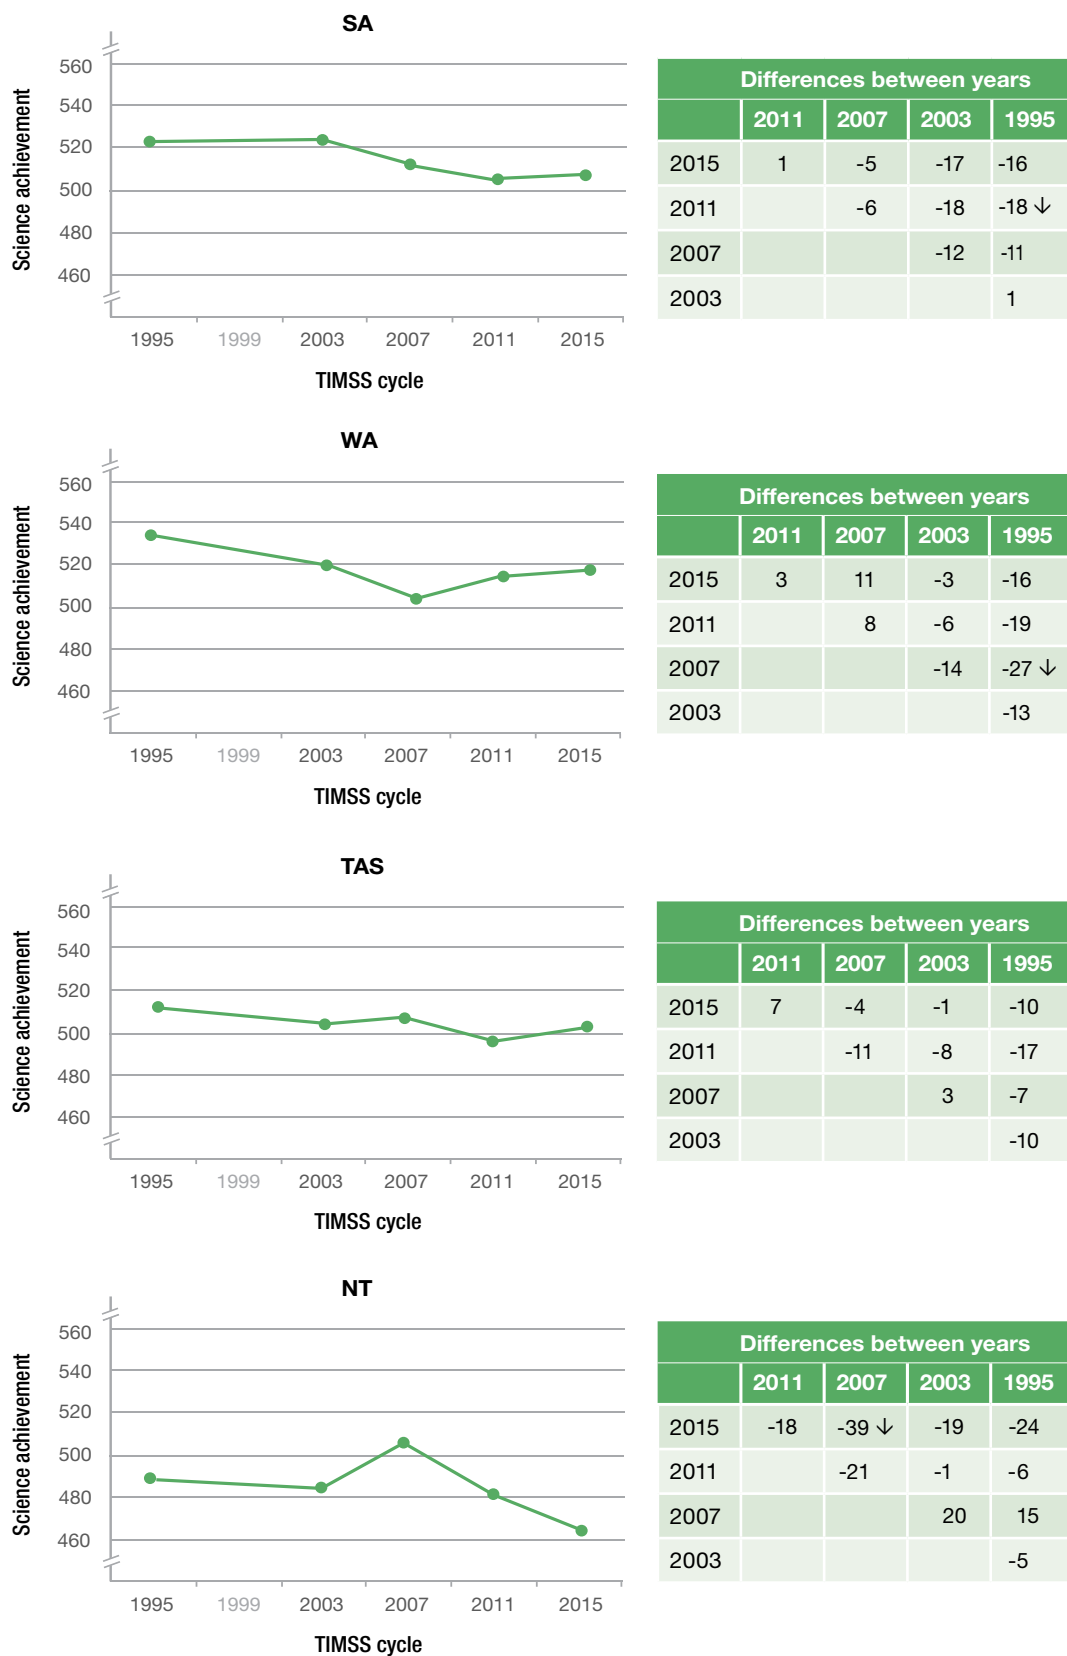 SA
Science achievement
560
540
520
500
480
460
1995 1999 2003 2007 2011 2015
TIMSS cycle
Differences between years
2011 2007 2003 1995
2015 1 -5 -17 -16
2011 -6 -18 -18 ↓
2007 -12 -11
2003 1
WA
Science achievement
560
540
520
500
480
460
1995 1999 2003 2007 2011 2015
TIMSS cycle
Differences between years
2011 2007 2003 1995
2015 3 11 -3 -16
2011 8 -6 -19
2007 -14 -27 ↓
2003 -13
TAS
Science achievement
560
540
520
500
480
460
1995 1999 2003 2007 2011 2015
TIMSS cycle
Differences between years
2011 2007 2003 1995
2015 7 -4 -1 -10
2011 -11 -8 -17
2007 3 -7
2003 -10
NT
Science achievement
560
540
520
500
480
460
1995 1999 2003 2007 2011 2015
TIMSS cycle
Differences between years
2011 2007 2003 1995
2015 -18 -39 ↓ -19 -24
2011 -21 -1 -6
2007 20 15
2003 -5